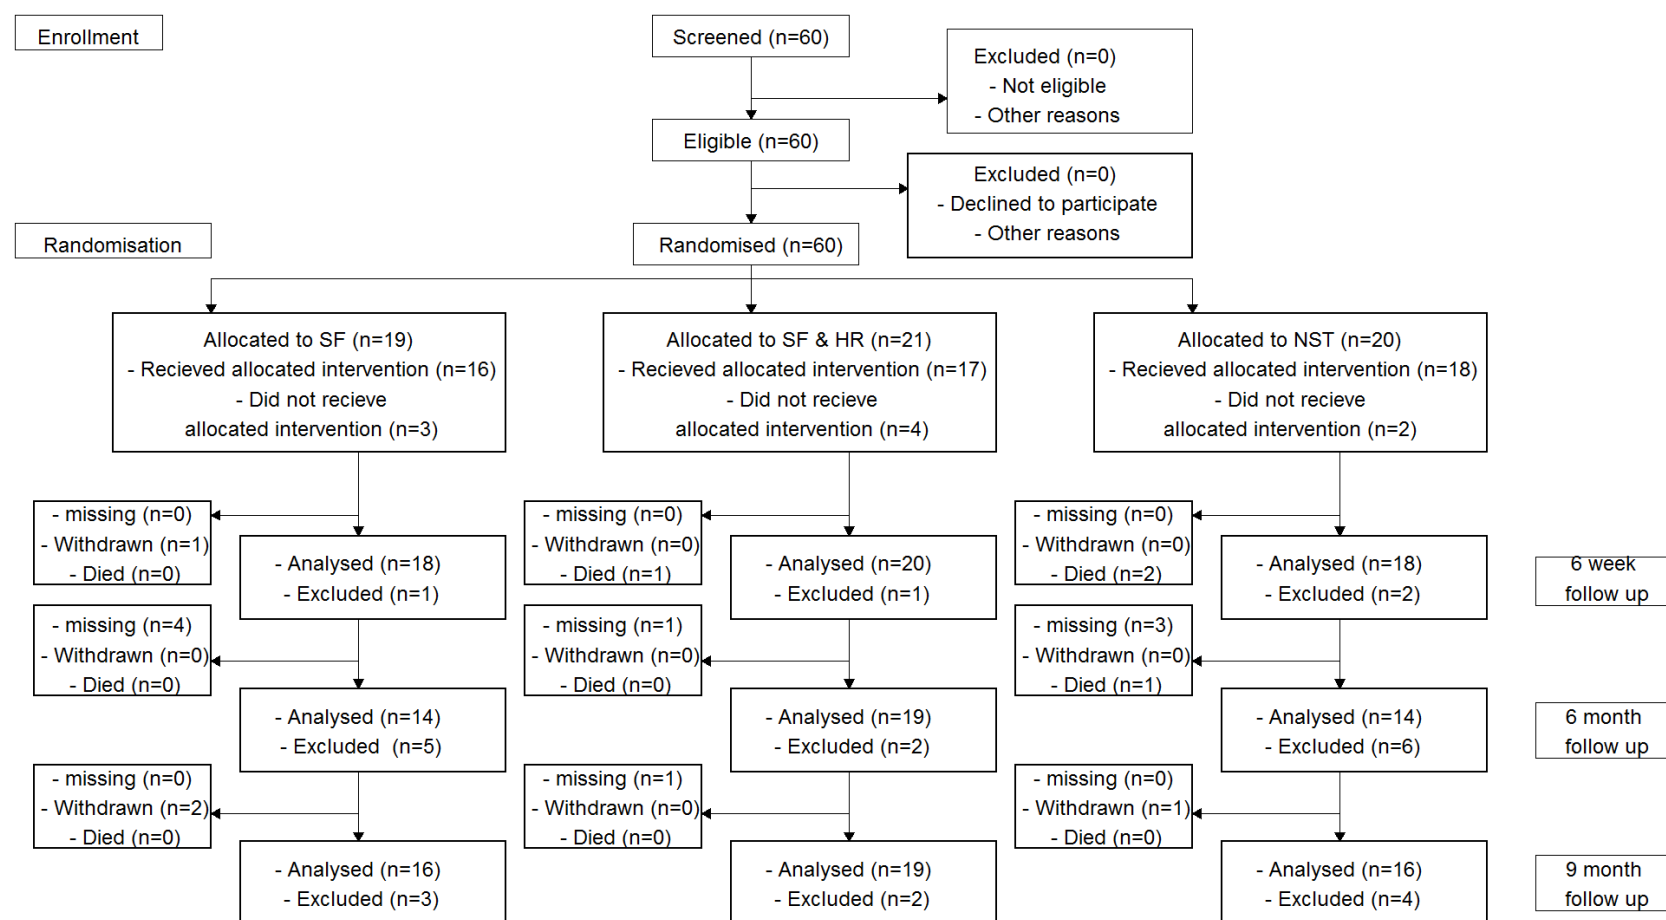 Enrollment
Screened (n=60)
Excluded (n=0)
- Not eligible
- Other reasons
Eligible (n=60)
Excluded (n=0)
- Declined to participate
- Other reasons
Randomisation
Randomised (n=60)
Allocated to SF (n=19)
- Recieved allocated intervention (n=16)
- Did not recieve
allocated intervention (n=3)
Allocated to SF & HR (n=21)
- Recieved allocated intervention (n=17)
- Did not recieve
allocated intervention (n=4)
Allocated to NST (n=20)
- Recieved allocated intervention (n=18)
- Did not recieve
allocated intervention (n=2)
- missing (n=0)
- Withdrawn (n=1)
- Died (n=0)
- Analysed (n=18)
- Excluded (n=1)
- missing (n=0)
- Withdrawn (n=0)
- Died (n=1)
- Analysed (n=20)
- Excluded (n=1)
- missing (n=0)
- Withdrawn (n=0)
- Died (n=2)
- Analysed (n=18)
- Excluded (n=2)
6 week
follow up
- missing (n=4)
- Withdrawn (n=0)
- Died (n=0)
- Analysed (n=14)
- Excluded (n=5)
- missing (n=1)
- Withdrawn (n=0)
- Died (n=0)
- Analysed (n=19)
- Excluded (n=2)
- missing (n=3)
- Withdrawn (n=0)
- Died (n=1)
- Analysed (n=14)
- Excluded (n=6)
6 month
follow up
- missing (n=0)
- Withdrawn (n=2)
- Died (n=0)
- Analysed (n=16)
- Excluded (n=3)
- missing (n=1)
- Withdrawn (n=0)
- Died (n=0)
- Analysed (n=19)
- Excluded (n=2)
- missing (n=0)
- Withdrawn (n=1)
- Died (n=0)
- Analysed (n=16)
- Excluded (n=4)
9 month
follow up